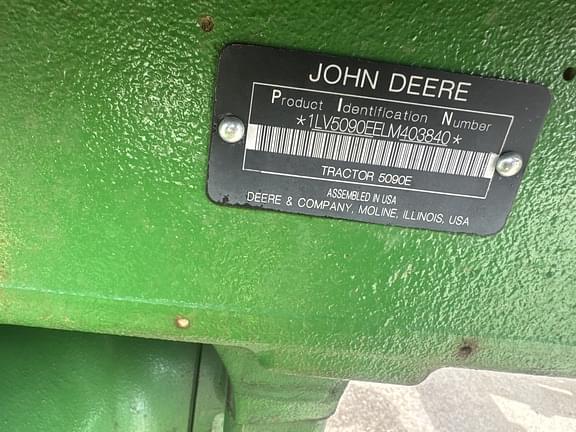 JOHN DEERE
Product Identification Number
*1LV5090EELM403840*
TRACTOR 5090E
ASSEMBLED IN USA
DEERE & COMPANY, MOLINE, ILLINOIS, USA